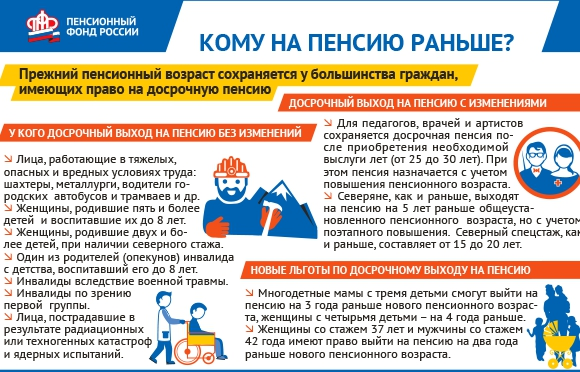 ПЕНСИОННЫЙ
ФОНД РОССИИ
КОМУ НА ПЕНСИЮ РАНЬШЕ?
Прежний пенсионный возраст сохраняется у большинства граждан,
имеющих право на досрочную пенсию
У КОГО ДОСРОЧНЫЙ ВЫХОД НА ПЕНСИЮ БЕЗ ИЗМЕНЕНИЙ
Лица, работающие в тяжелых,
опасных и вредных условиях труда:
шахтеры, металлурги, водители го-
родских автобусов и трамваев и др.
Женщины, родившие пять и более
детей и воспитавшие их до 8 лет.
Женщины, родившие двух и бо-
лее детей, при наличии северного стажа.
Один из родителей (опекунов) инвалида
с детства, воспитавший его до 8 лет.
Инвалиды вследствие военной травмы.
Инвалиды по зрению
первой группы.
Лица, пострадавшие в
результате радиационных
или техногенных катастроф
и ядерных испытаний.
ДОСРОЧНЫЙ ВЫХОД НА ПЕНСИЮ С ИЗМЕНЕНИЯМИ
Для педагогов, врачей и артистов
сохраняется досрочная пенсия по-
сле приобретения необходимой
выслуги лет (от 25 до 30 лет). При
этом пенсия назначается с учетом
повышения пенсионного возраста.
Северяне, как и раньше, выходят
на пенсию на 5 лет раньше общеуста-
новленного пенсионного возраста, но с учетом
поэтапного повышения. Северный спецстаж, как
и раньше, составляет от 15 до 20 лет.
НОВЫЕ ЛЬГОТЫ ПО ДОСРОЧНОМУ ВЫХОДУ НА ПЕНСИЮ
Многодетные мамы с тремя детьми смогут выйти на
пенсию на 3 года раньше нового пенсионного возрас-
та, женщины с четырьмя детьми – на 4 года раньше.
Женщины со стажем 37 лет и мужчины со стажем
42 года имеют право выйти на пенсию на два года
раньше нового пенсионного возраста.